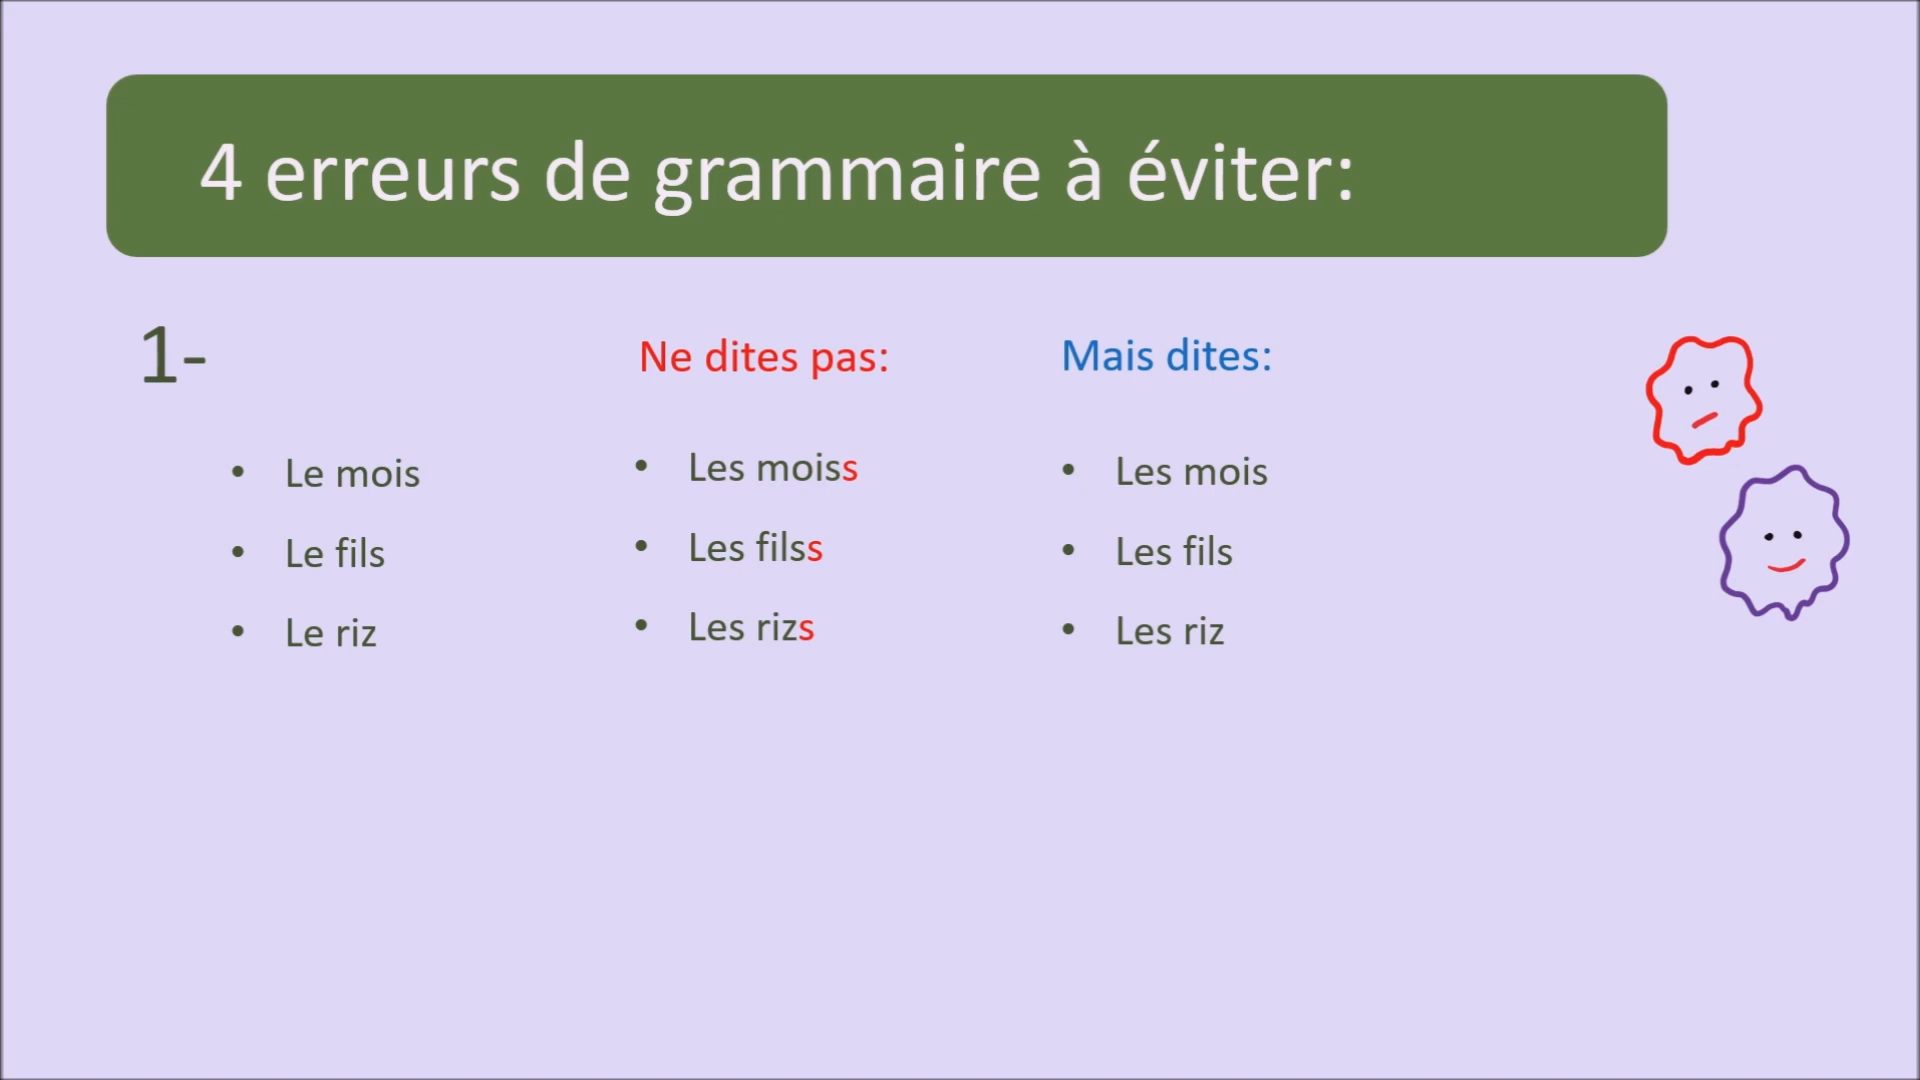 4 erreurs de grammaire à éviter:
1-
Ne dites pas:
Mais dites:
• Le mois
• Le fils
• Le riz
• Les moiss
• Les filss
• Les rizs
• Les mois
• Les fils
• Les riz